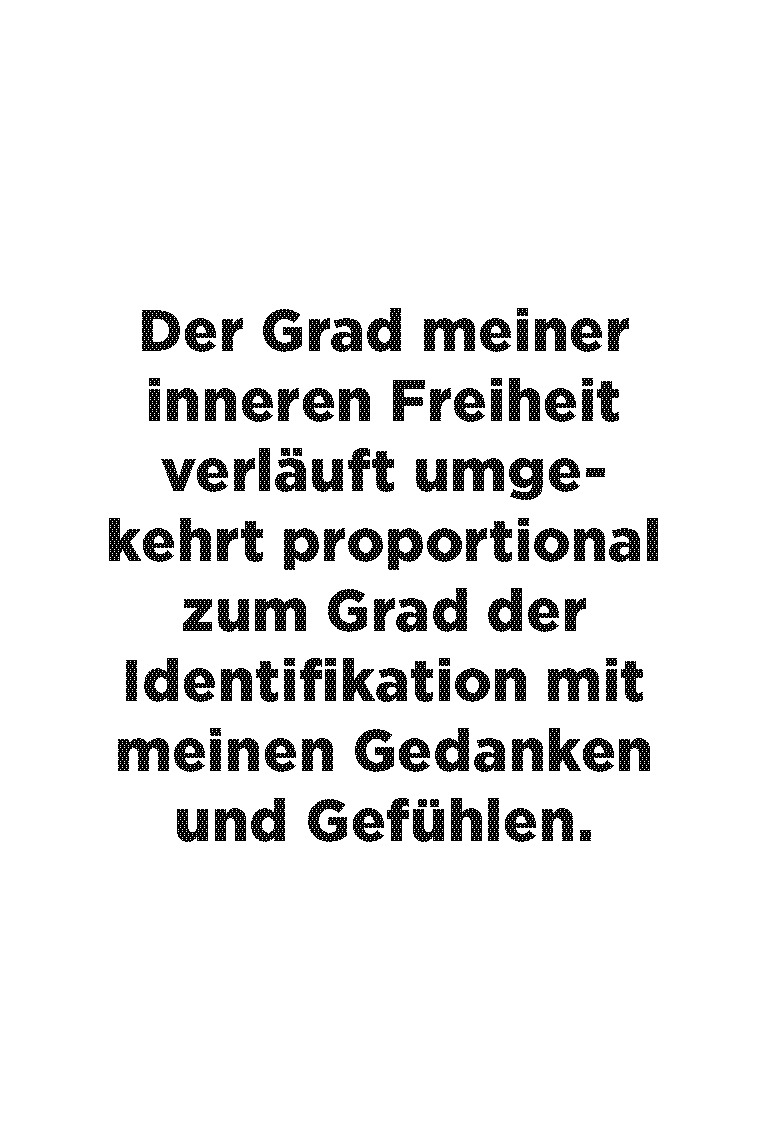 Der Grad meiner
inneren Freiheit
verläuft umge-
kehrt proportional
zum Grad der
Identifikation mit
meinen Gedanken
und Gefühlen.